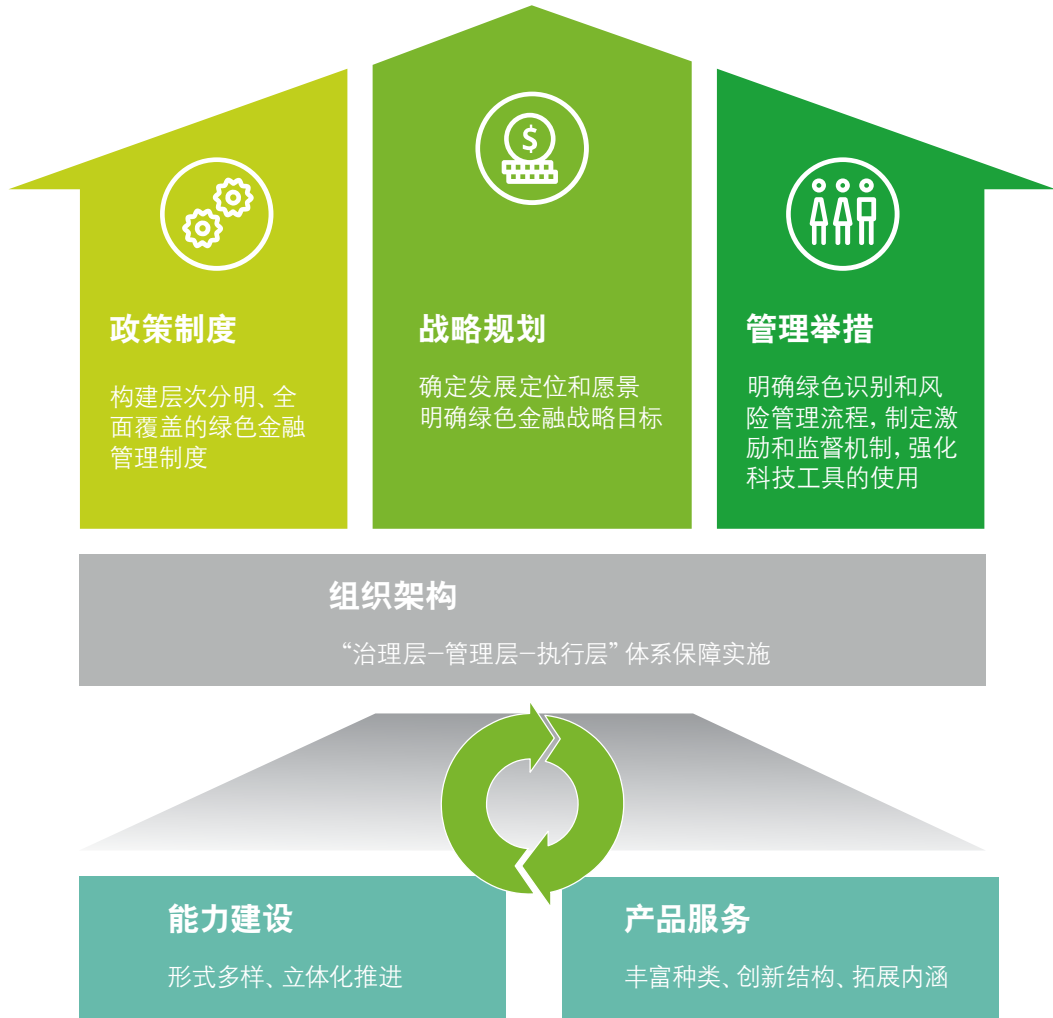 政策制度
构建层次分明、全
面覆盖的绿色金融
管理制度
$
战略规划
确定发展定位和愿景
明确绿色金融战略目标
管理举措
明确绿色识别和风
险管理流程，制定激
励和监督机制，强化
科技工具的使用
组织架构
“治理层—管理层—执行层”体系保障实施
能力建设
形式多样、立体化推进
产品服务
丰富种类、创新结构、拓展内涵